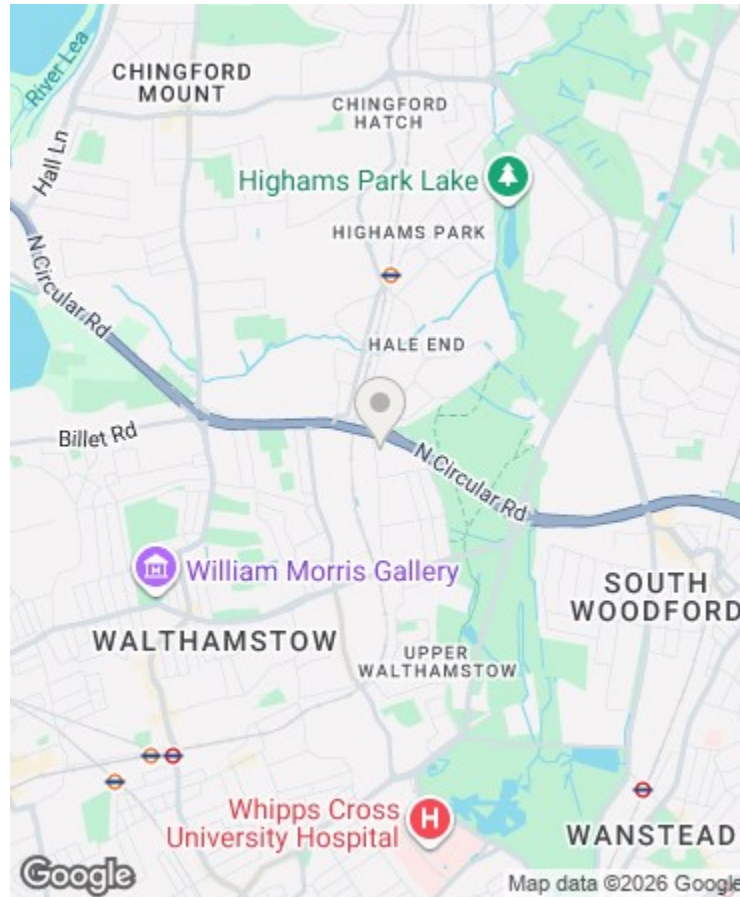 River Lea
CHINGFORD
MOUNT
CHINGFORD
HATCH
Hall Ln
Highams Park Lake
HIGHAMS PARK
N Circular Rd
HALE END
Billet Rd
N Circular Rd
William Morris Gallery
SOUTH
WOODFORD
WALTHAMSTOW
UPPER
WALTHAMSTOW
Whipps Cross
University Hospital
H
WANSTEAD
Google
Map data ©2026 Google